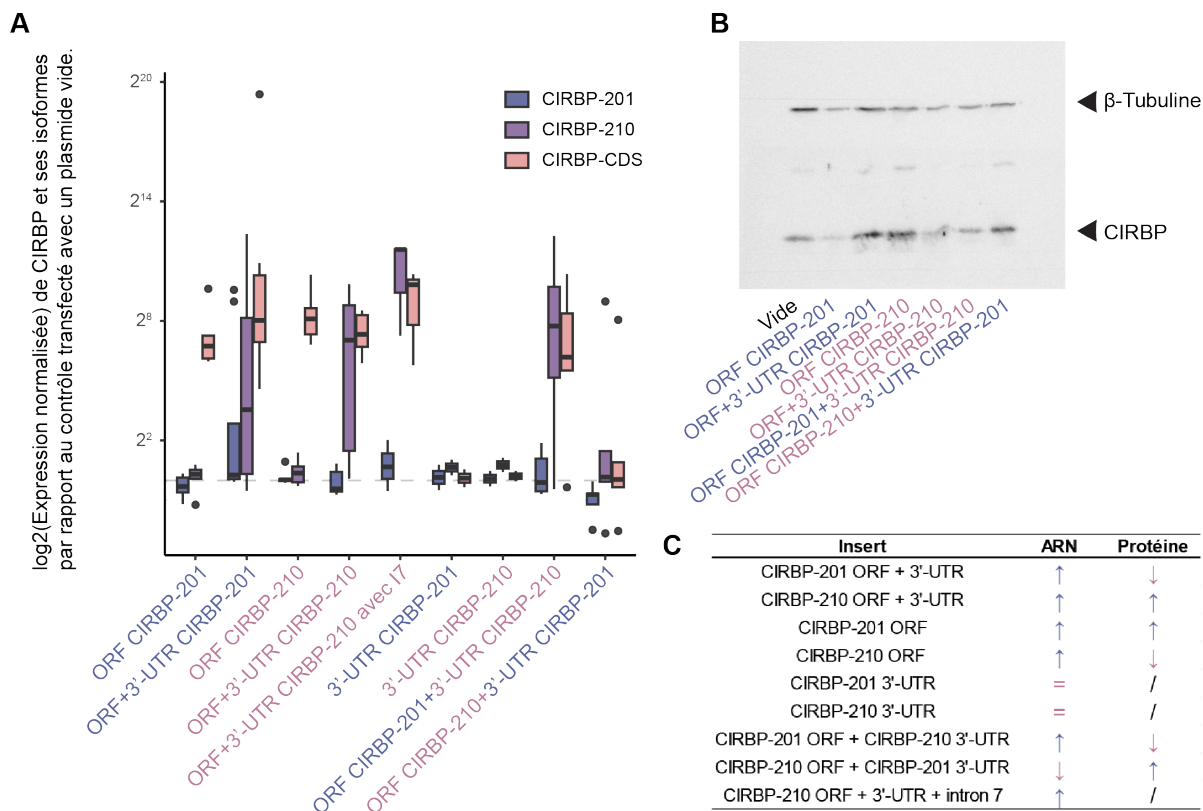 A
log2(Expression normalisée) de CIRBP et ses isoformes
par rapport au contrôle transfecté avec un plasmide vide.
2^20
2^14
2^8
2^2
CIRBP-201
CIRBP-210
CIRBP-CDS
ORF CIRBP-201
ORF+3'-UTR CIRBP-201
ORF CIRBP-210
ORF+3'-UTR CIRBP-210
ORF+3'-UTR CIRBP-210 avec I7
3'-UTR CIRBP-201
3'-UTR CIRBP-210
ORF CIRBP-201+3'-UTR CIRBP-210
ORF CIRBP-210+3'-UTR CIRBP-201
B
β-Tubuline
CIRBP
Vide
ORF CIRBP-201
ORF+3'-UTR CIRBP-201
ORF CIRBP-210
ORF+3'-UTR CIRBP-210
ORF CIRBP-201+3'-UTR CIRBP-210
ORF CIRBP-210+3'-UTR CIRBP-201
C
Insert ARN Protéine
CIRBP-201 ORF + 3'-UTR ↑ ↓
CIRBP-210 ORF + 3'-UTR ↑ ↑
CIRBP-201 ORF ↑ ↑
CIRBP-210 ORF ↑ ↓
CIRBP-201 3'-UTR = /
CIRBP-210 3'-UTR = /
CIRBP-201 ORF + CIRBP-210 3'-UTR ↑ ↓
CIRBP-210 ORF + CIRBP-201 3'-UTR ↓ ↑
CIRBP-210 ORF + 3'-UTR + intron 7 ↑ /